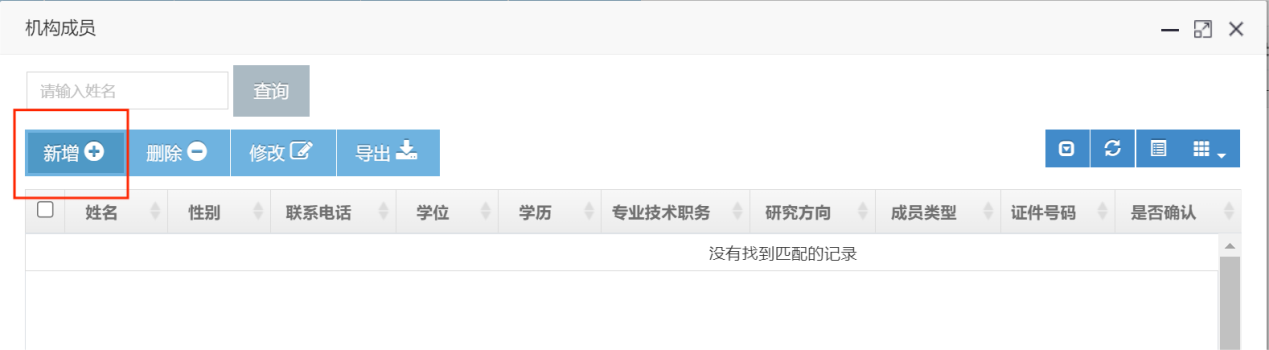 机构成员
请输入姓名 查询
新增 删除 修改 导出
姓名 性别 联系电话 学位 学历 专业技术职务 研究方向 成员类型 证件号码 是否确认
没有找到匹配的记录